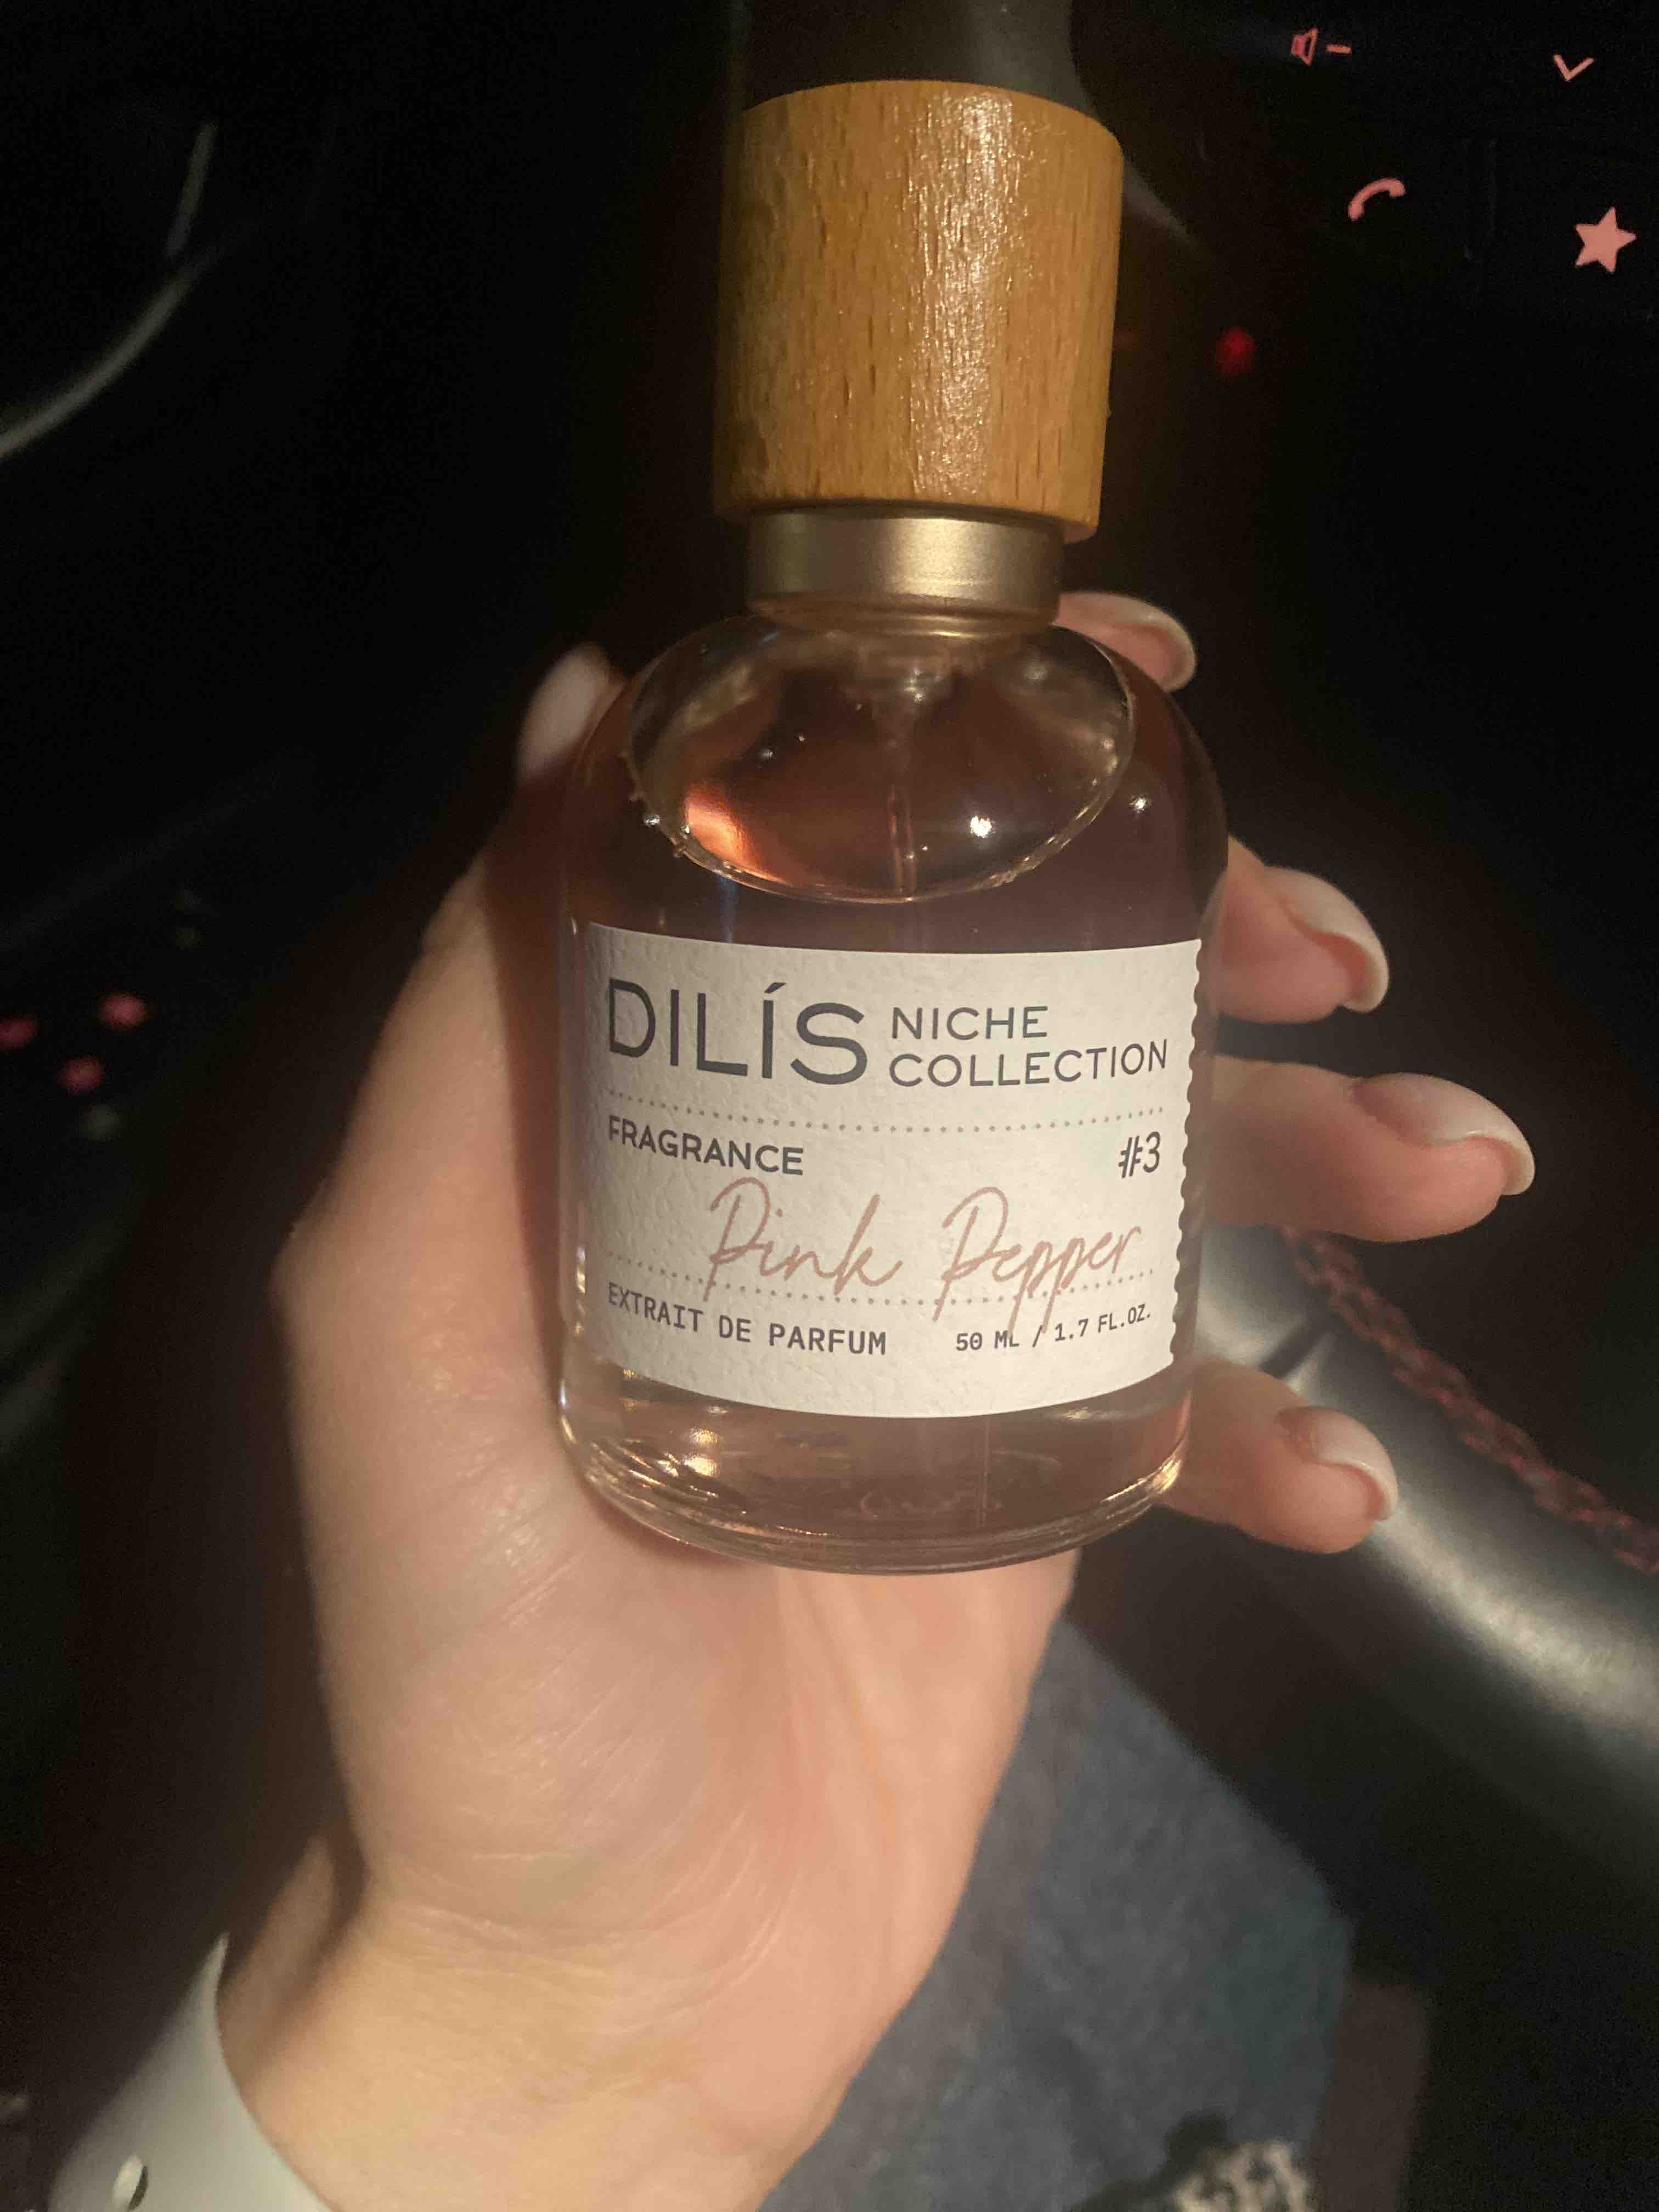 DILÍS NICHE COLLECTION
FRAGRANCE #3
Pink Pepper
EXTRAIT DE PARFUM 50 ML / 1.7 FL.OZ.